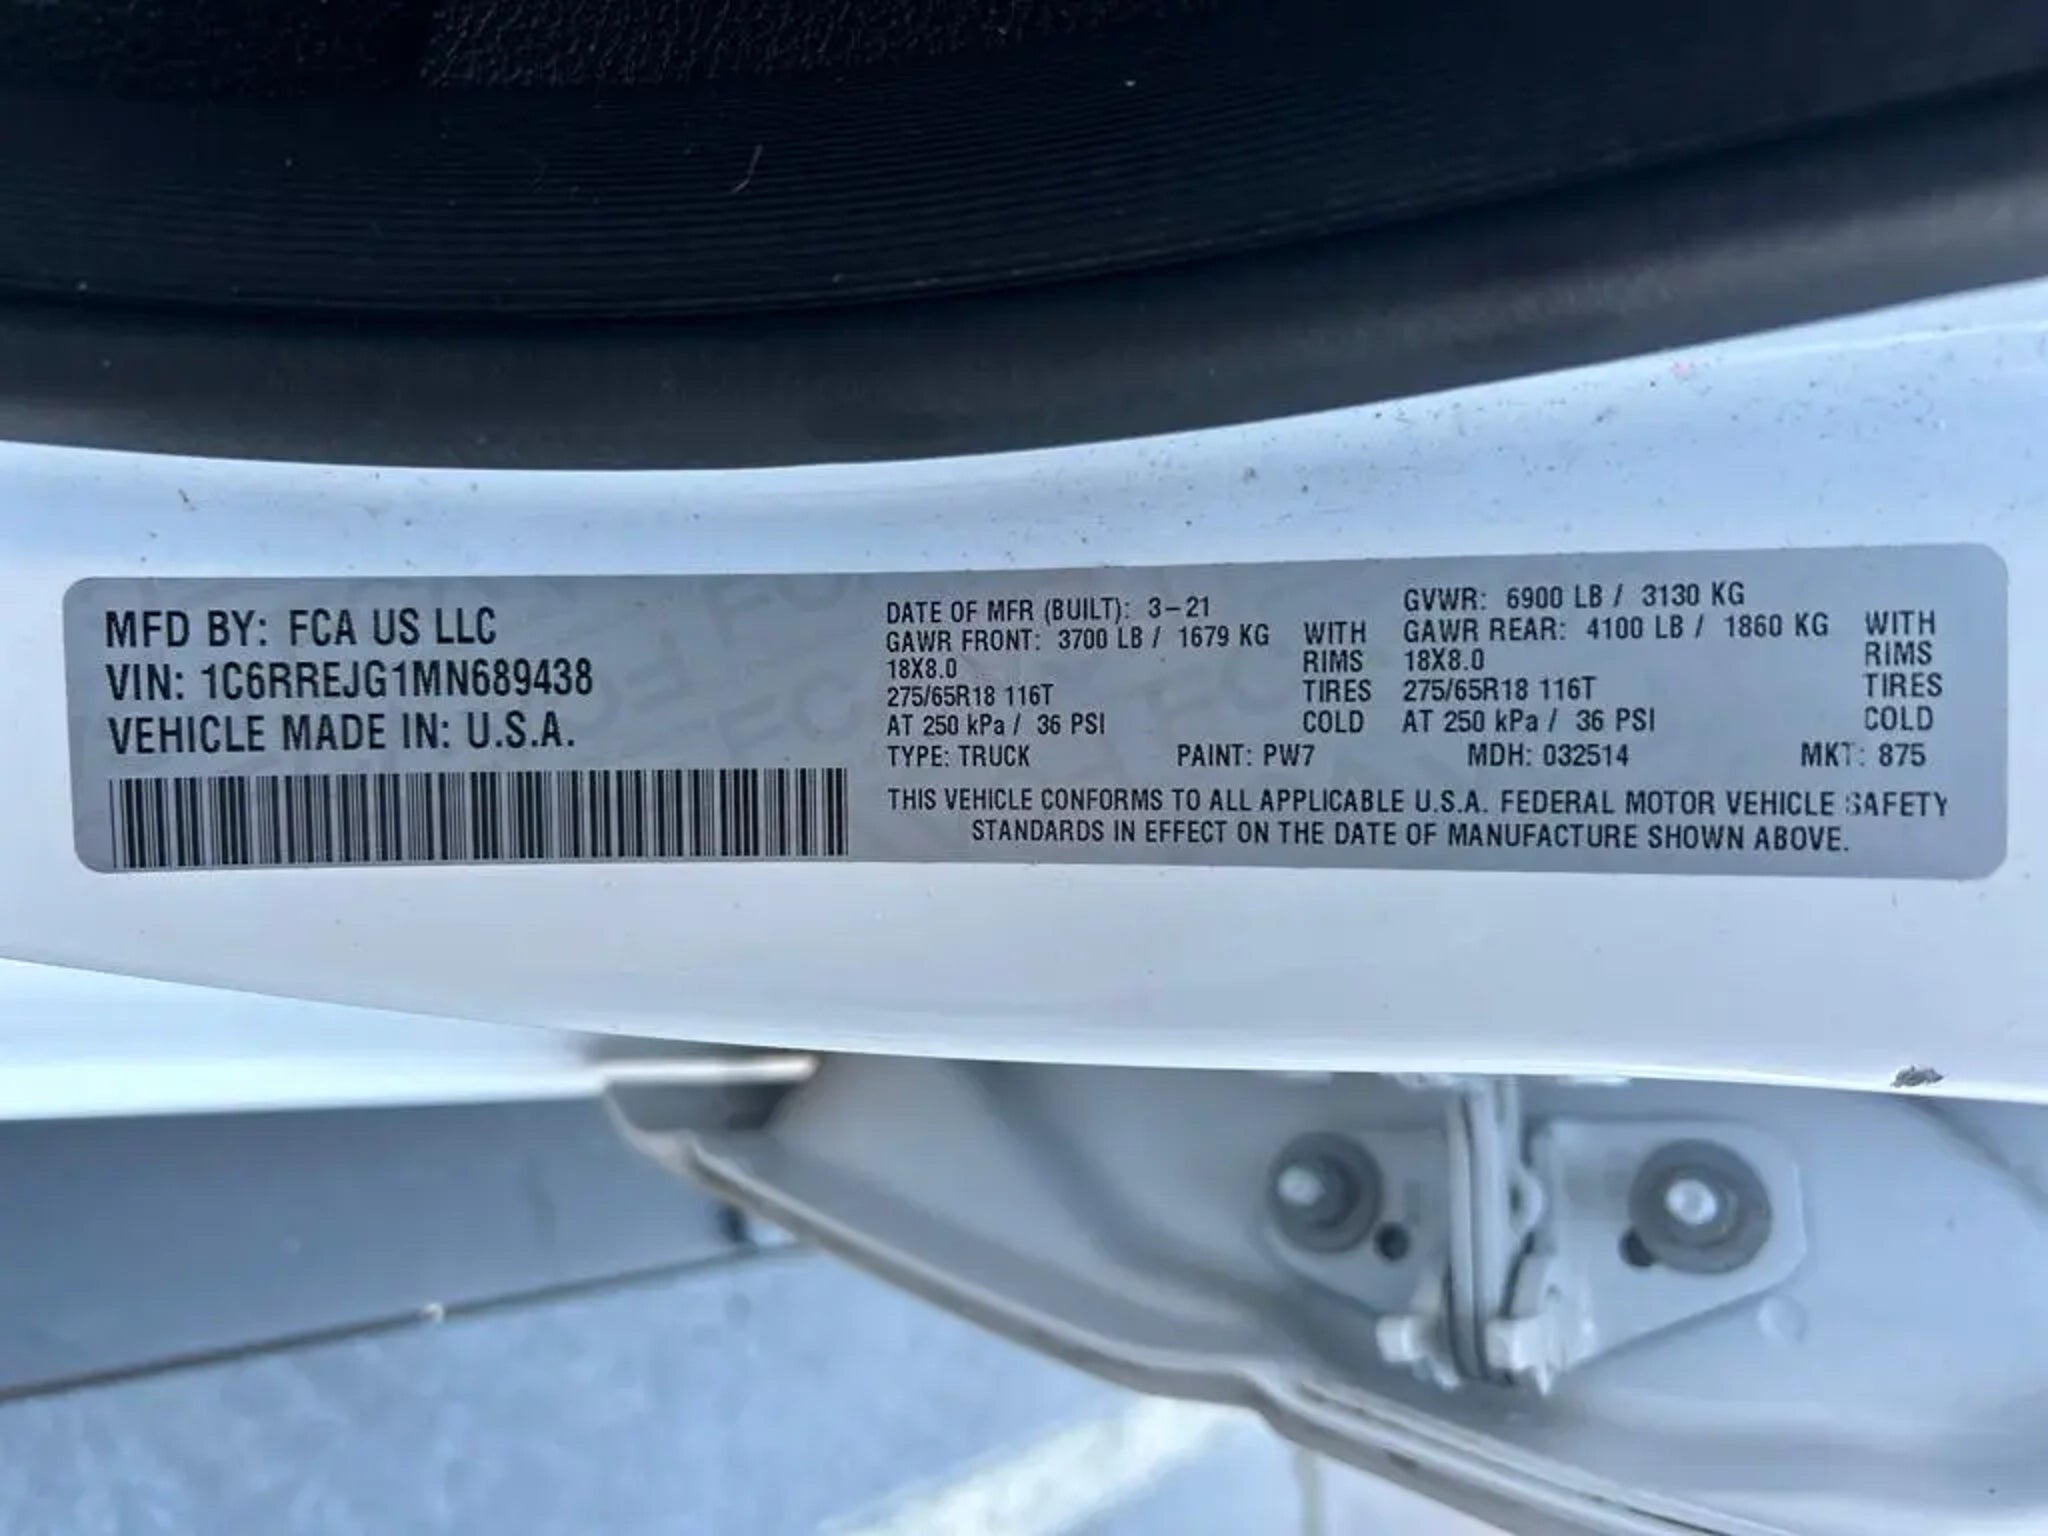 MFD BY: FCA US LLC
VIN: 1C6RREJG1MN689438
VEHICLE MADE IN: U.S.A.
DATE OF MFR (BUILT): 3-21 GVWR: 6900 LB / 3130 KG
GAWR FRONT: 3700 LB / 1679 KG WITH GAWR REAR: 4100 LB / 1860 KG WITH
18X8.0 RIMS 18X8.0 RIMS
275/65R18 116T TIRES 275/65R18 116T TIRES
AT 250 kPa / 36 PSI COLD AT 250 kPa / 36 PSI COLD
TYPE: TRUCK PAINT: PW7 MDH: 032514 MKT: 875
THIS VEHICLE CONFORMS TO ALL APPLICABLE U.S.A. FEDERAL MOTOR VEHICLE SAFETY
STANDARDS IN EFFECT ON THE DATE OF MANUFACTURE SHOWN ABOVE.